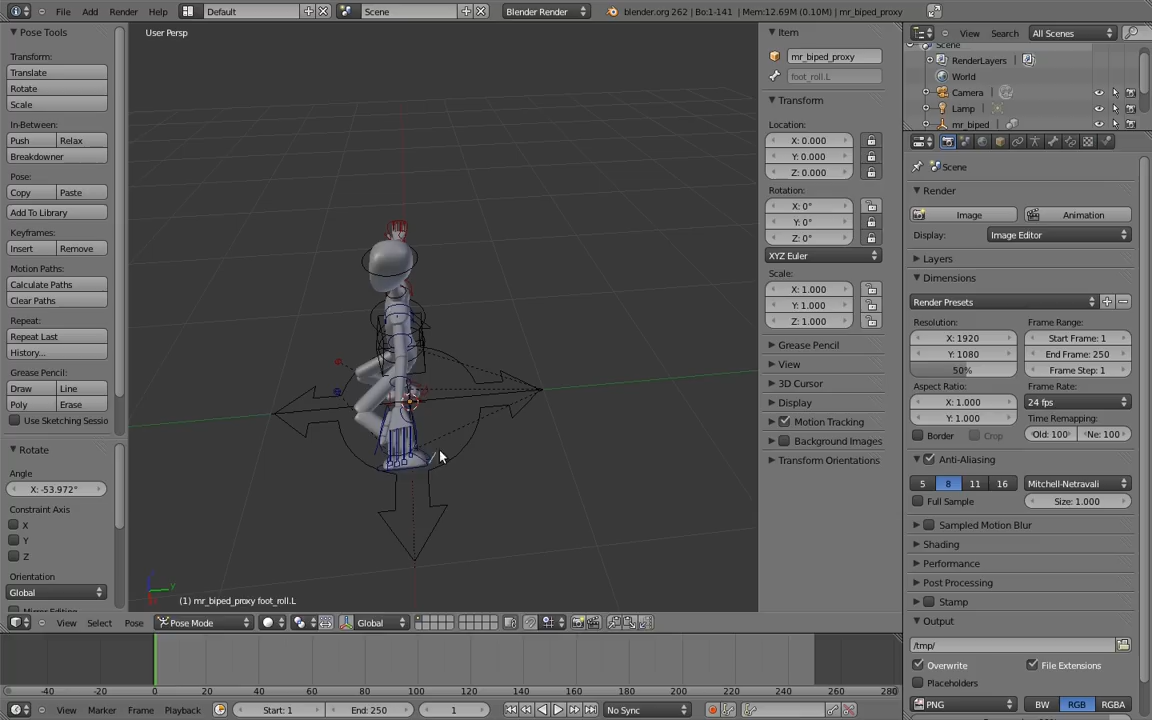 File Add Render Help Default Scene Blender Render blender.org 262 | Bo:1-141 | Mem:12.69M (0.10M) | mr_biped_proxy
Pose Tools
Transform:
Translate
Rotate
Scale
In-Between:
Push Relax
Breakdowner
Pose:
Copy Paste
Add To Library
Keyframes:
Insert Remove
Motion Paths:
Calculate Paths
Clear Paths
Repeat:
Repeat Last
History...
Grease Pencil:
Draw Line
Poly Erase
Use Sketching Sessio
Rotate
Angle
X: -53.972°
Constraint Axis
X
Y
Z
Orientation
Global
User Persp
(1) mr_biped_proxy foot_roll.L
View Select Pose Pose Mode Global
Item
mr_biped_proxy
foot_roll.L
Transform
Location:
X: 0.000
Y: 0.000
Z: 0.000
Rotation:
X: 0°
Y: 0°
Z: 0°
XYZ Euler
Scale:
X: 1.000
Y: 1.000
Z: 1.000
Grease Pencil
View
3D Cursor
Display
Motion Tracking
Background Images
Transform Orientations
View Search All Scenes
Scene
RenderLayers
World
Camera
Lamp
mr_biped
Scene
Render
Image Animation
Display: Image Editor
Layers
Dimensions
Render Presets
Resolution: Frame Range:
X: 1920 Start Frame: 1
Y: 1080 End Frame: 250
50% Frame Step: 1
Aspect Ratio: Frame Rate:
X: 1.000 24 fps
Y: 1.000 Time Remapping:
Border Crop Old: 100 Ne: 100
Anti-Aliasing
5 8 11 16 Mitchell-Netravali
Full Sample Size: 1.000
Sampled Motion Blur
Shading
Performance
Post Processing
Stamp
Output
/tmp/
Overwrite File Extensions
Placeholders
PNG BW RGB RGBA
-40 -20 0 20 40 60 80 100 120 140 160 180 200 220 240 260 280
View Marker Frame Playback Start: 1 End: 250 1 No Sync